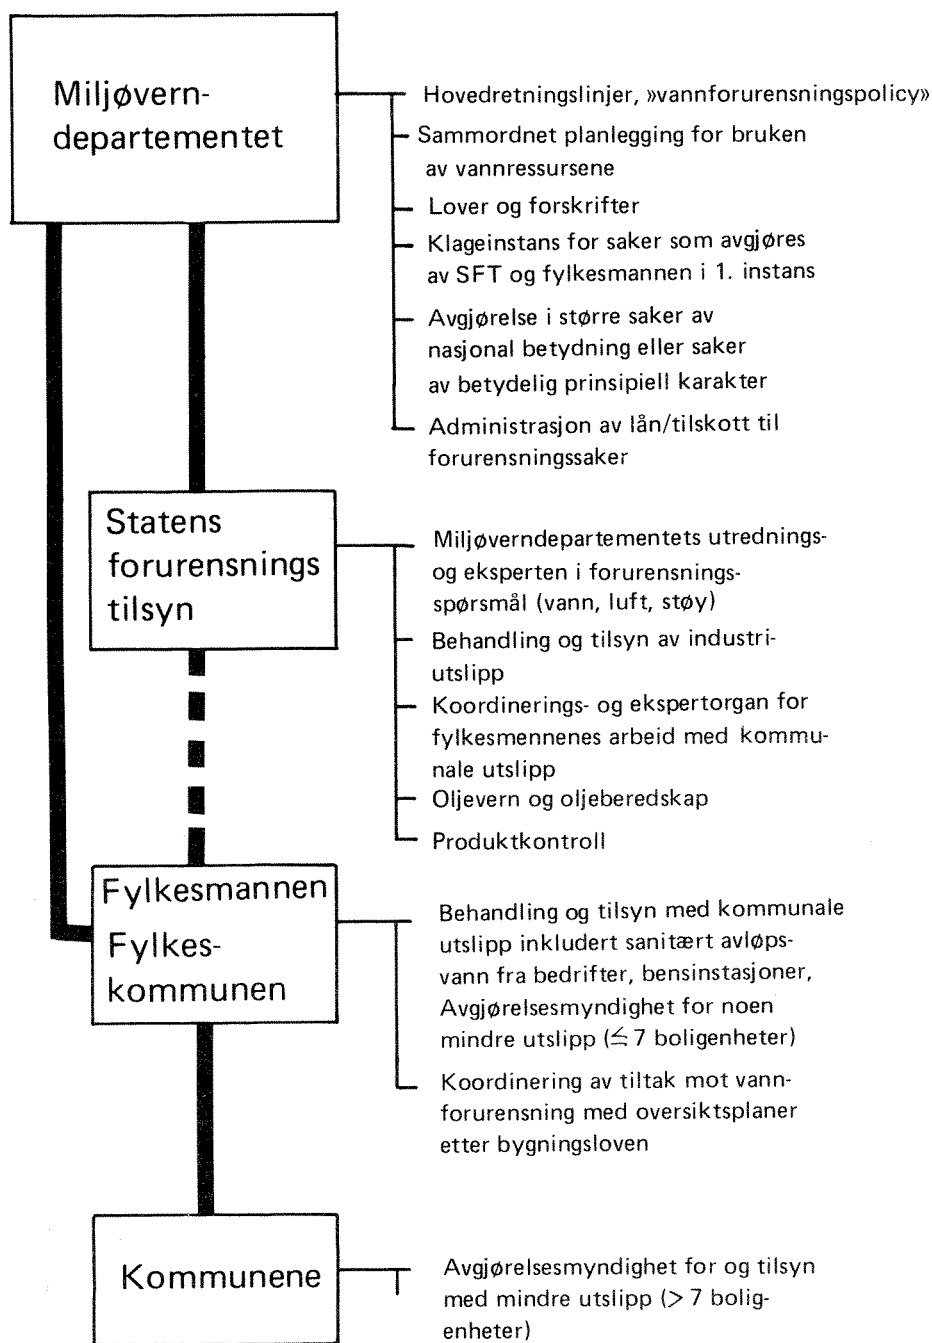 Miljøvern-
departementet
Hovedretningslinjer, »vannforurensningspolicy»
Sammordnet planlegging for bruken
av vannressursene
Lover og forskrifter
Klageinstans for saker som avgjøres
av SFT og fylkesmannen i 1. instans
Avgjørelse i større saker av
nasjonal betydning eller saker
av betydelig prinsipiell karakter
Administrasjon av lån/tilskott til
forurensningssaker
Statens
forurensnings
tilsyn
Miljøverndepartementets utrednings-
og eksperten i forurensnings-
spørsmål (vann, luft, støy)
Behandling og tilsyn av industri-
utslipp
Koordinerings- og ekspertorgan for
fylkesmennenes arbeid med kommu-
nale utslipp
Oljevern og oljeberedskap
Produktkontroll
Fylkesmannen
Fylkes-
kommunen
Behandling og tilsyn med kommunale
utslipp inkludert sanitært avløps-
vann fra bedrifter, bensinstasjoner,
Avgjørelsesmyndighet for noen
mindre utslipp (≦ 7 boligenheter)
Koordinering av tiltak mot vann-
forurensning med oversiktsplaner
etter bygningsloven
Kommunene
Avgjørelsesmyndighet for og tilsyn
med mindre utslipp (> 7 bolig-
enheter)